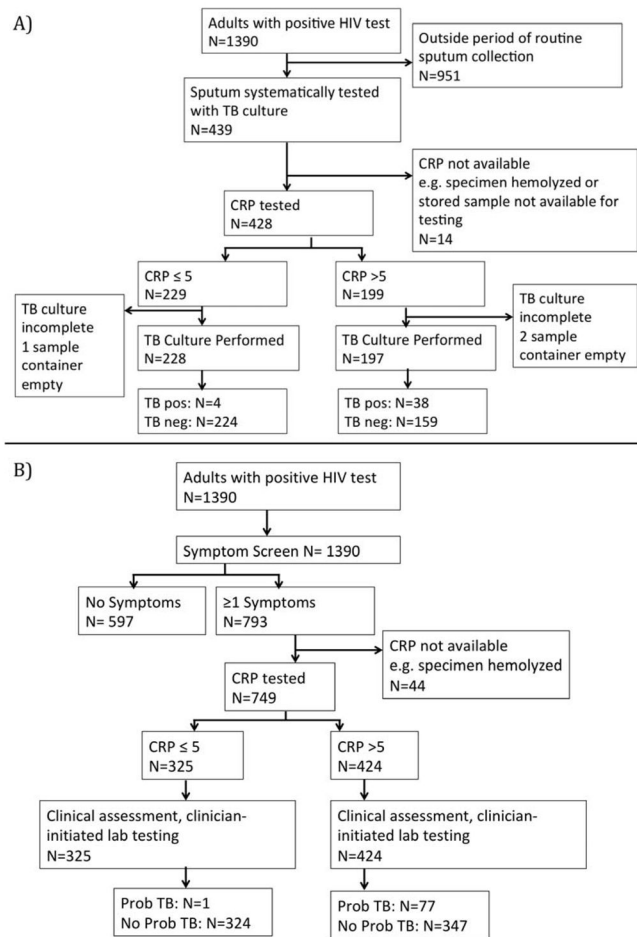 A)
Adults with positive HIV test
N=1390
Outside period of routine
sputum collection
N=951
Sputum systematically tested
with TB culture
N=439
CRP not available
e.g. specimen hemolyzed or
stored sample not available for
testing
N=14
CRP tested
N=428
CRP ≤ 5
N=229
CRP >5
N=199
TB culture
incomplete
1 sample
container
empty
TB culture
incomplete
2 sample
container empty
TB Culture Performed
N=228
TB Culture Performed
N=197
TB pos: N=4
TB neg: N=224
TB pos: N=38
TB neg: N=159
B)
Adults with positive HIV test
N=1390
Symptom Screen N= 1390
No Symptoms
N= 597
≥1 Symptoms
N=793
CRP not available
e.g. specimen hemolyzed
N=44
CRP tested
N=749
CRP ≤ 5
N=325
CRP >5
N=424
Clinical assessment, clinician-
initiated lab testing
N=325
Clinical assessment, clinician-
initiated lab testing
N=424
Prob TB: N=1
No Prob TB: N=324
Prob TB: N=77
No Prob TB: N=347